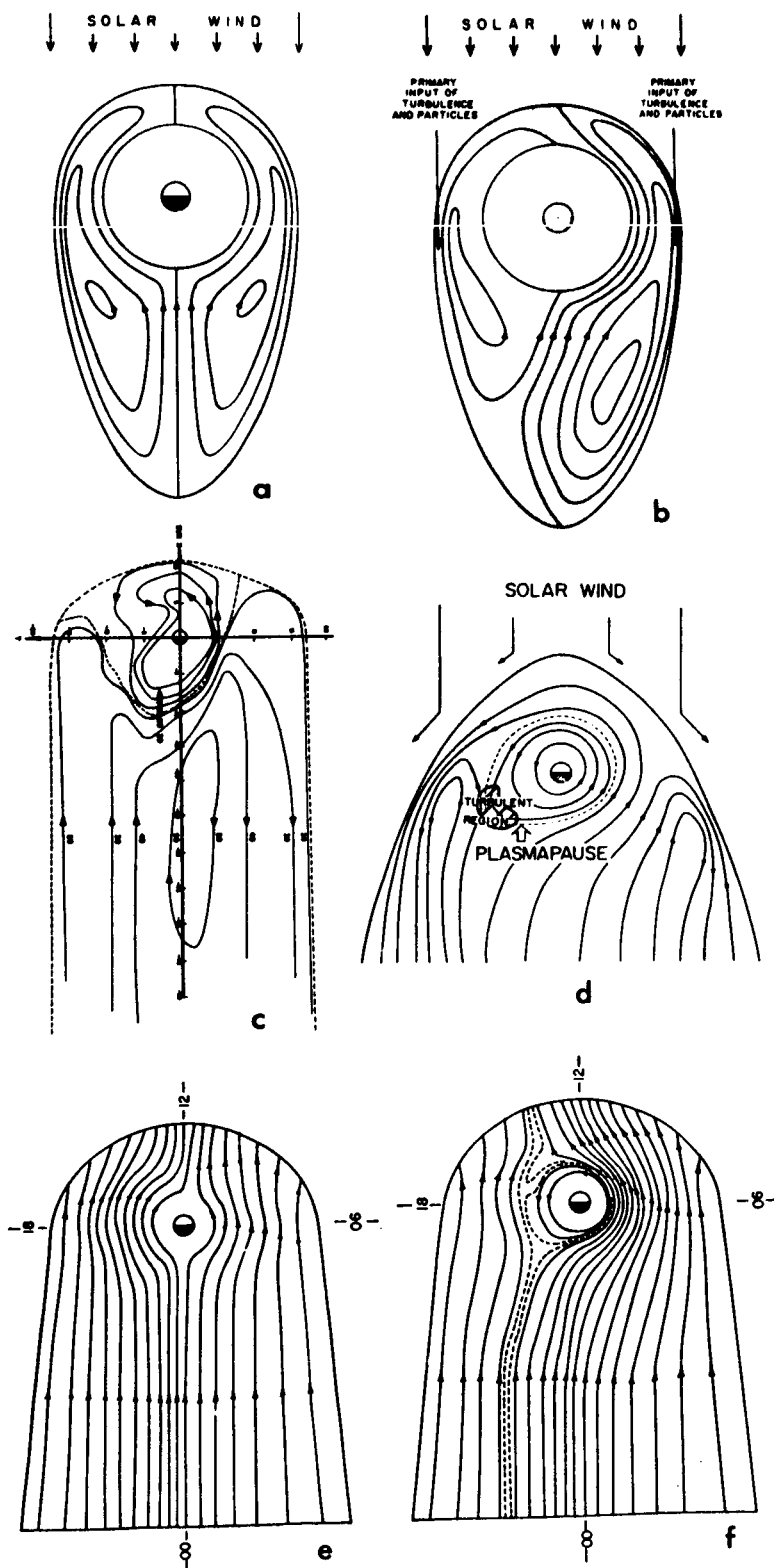 SOLAR WIND
SOLAR WIND
PRIMARY
INPUT OF
TURBULENCE
AND PARTICLES
PRIMARY
INPUT OF
TURBULENCE
AND PARTICLES
a
b
c
SOLAR WIND
TURBULENT
REGION
PLASMAPAUSE
d
12
18
06
00
e
12
18
06
00
f